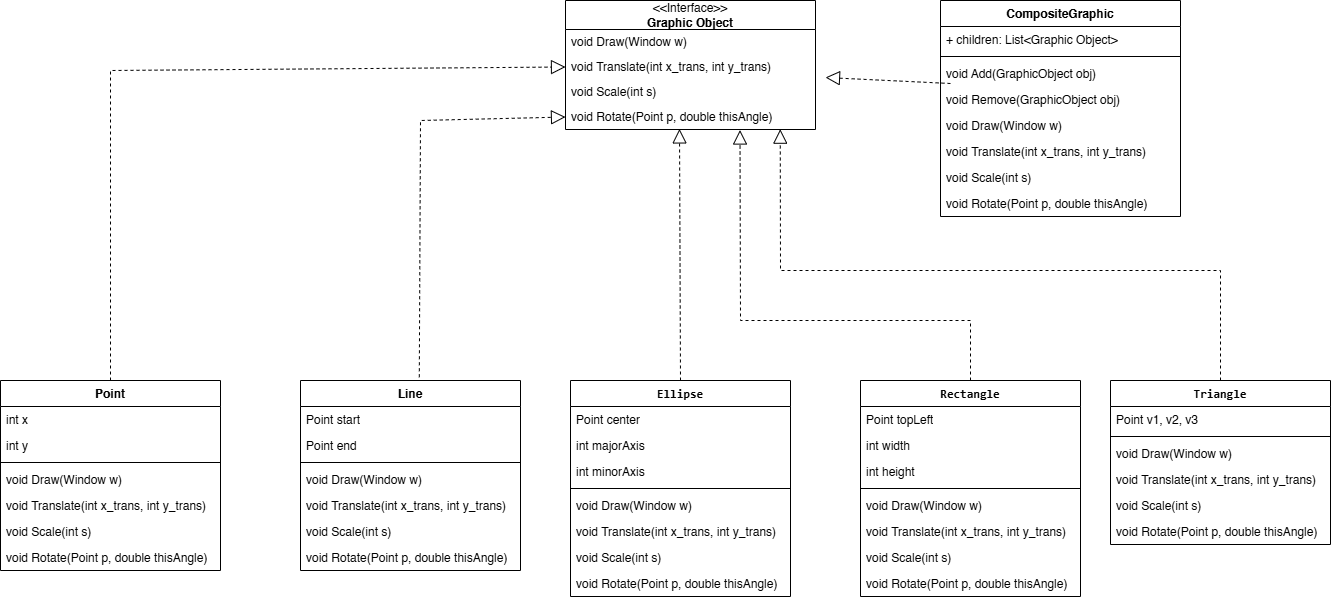 <<Interface>>
Graphic Object
void Draw(Window w)
void Translate(int x_trans, int y_trans)
void Scale(int s)
void Rotate(Point p, double thisAngle)
CompositeGraphic
+ children: List<Graphic Object>
void Add(GraphicObject obj)
void Remove(GraphicObject obj)
void Draw(Window w)
void Translate(int x_trans, int y_trans)
void Scale(int s)
void Rotate(Point p, double thisAngle)
Point
int x
int y
void Draw(Window w)
void Translate(int x_trans, int y_trans)
void Scale(int s)
void Rotate(Point p, double thisAngle)
Line
Point start
Point end
void Draw(Window w)
void Translate(int x_trans, int y_trans)
void Scale(int s)
void Rotate(Point p, double thisAngle)
Ellipse
Point center
int majorAxis
int minorAxis
void Draw(Window w)
void Translate(int x_trans, int y_trans)
void Scale(int s)
void Rotate(Point p, double thisAngle)
Rectangle
Point topLeft
int width
int height
void Draw(Window w)
void Translate(int x_trans, int y_trans)
void Scale(int s)
void Rotate(Point p, double thisAngle)
Triangle
Point v1, v2, v3
void Draw(Window w)
void Translate(int x_trans, int y_trans)
void Scale(int s)
void Rotate(Point p, double thisAngle)